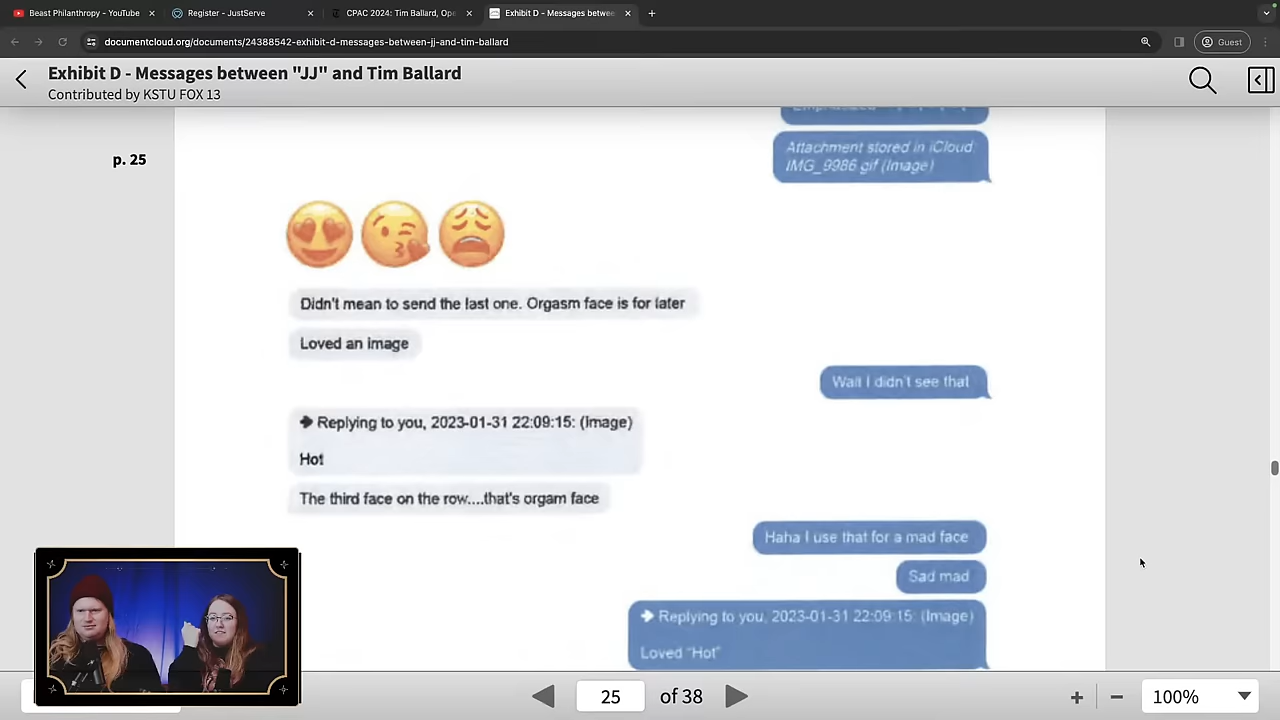 Beast Philanthropy - YouTube
Register - JustServe
CPAC 2024: Tim Ballard, Ope
Exhibit D - Messages betwee
documentcloud.org/documents/24388542-exhibit-d-messages-between-jj-and-tim-ballard
Guest
Exhibit D - Messages between "JJ" and Tim Ballard
Contributed by KSTU FOX 13
p. 25
Attachment stored in iCloud:
IMG_9986 gif (Image)
Didn't mean to send the last one. Orgasm face is for later
Loved an image
Wait I didn't see that
Replying to you, 2023-01-31 22:09:15: (Image)
Hot
The third face on the row....that's orgam face
Haha I use that for a mad face
Sad mad
Replying to you, 2023-01-31 22:09:15: (Image)
Loved "Hot"
25 of 38
100%